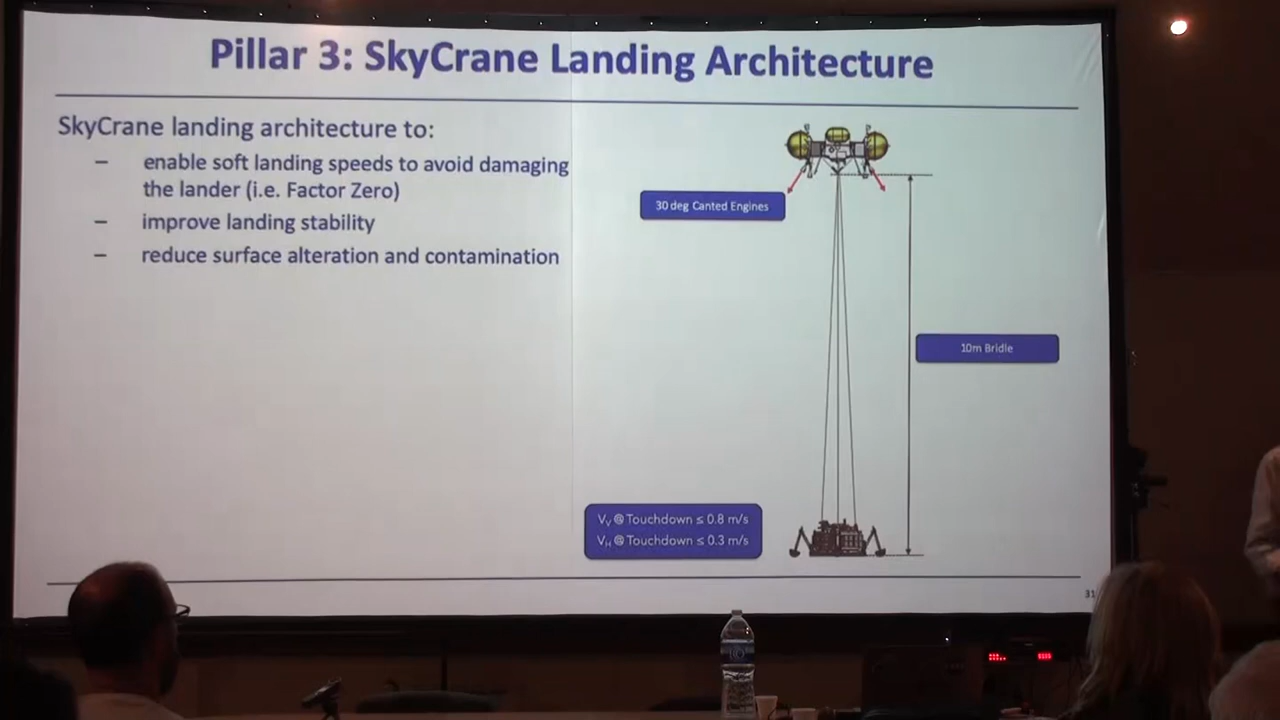 Pillar 3: SkyCrane Landing Architecture
SkyCrane landing architecture to:
– enable soft landing speeds to avoid damaging
the lander (i.e. Factor Zero)
– improve landing stability
– reduce surface alteration and contamination
30 deg Canted Engines
10m Bridle
V_V @ Touchdown ≤ 0.8 m/s
V_H @ Touchdown ≤ 0.3 m/s
31